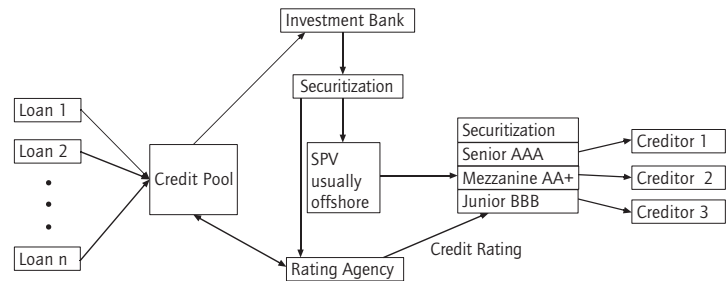 Investment Bank
Securitization
Loan 1
Loan 2
Loan n
Credit Pool
SPV
usually
offshore
Securitization
Senior AAA
Mezzanine AA+
Junior BBB
Creditor 1
Creditor 2
Creditor 3
Credit Rating
Rating Agency